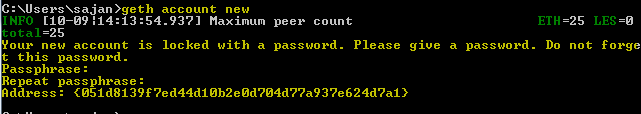 C:\Users\sajan>geth account new
INFO [10-09|14:13:54.937] Maximum peer count ETH=25 LES=0
total=25
Your new account is locked with a password. Please give a password. Do not forge
t this password.
Passphrase:
Repeat passphrase:
Address: {051d8139f7ed44d10b2e0d704d77a937e624d7a1}